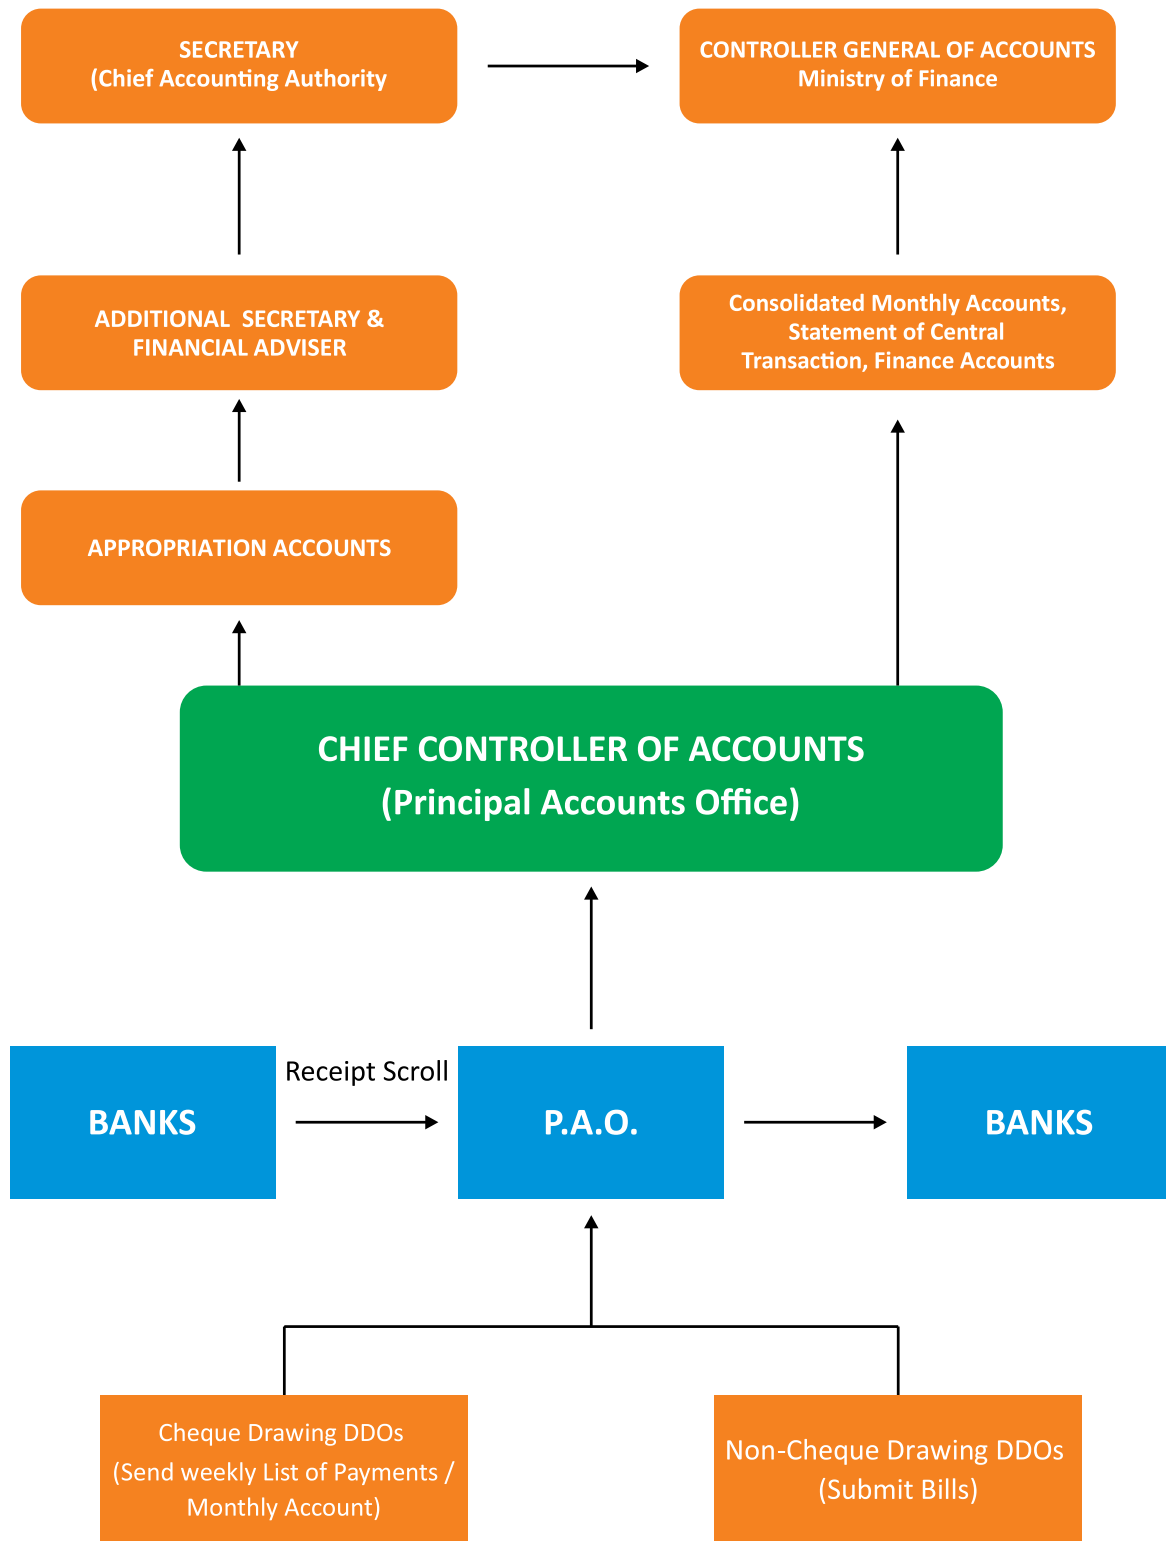 SECRETARY
(Chief Accounting Authority
CONTROLLER GENERAL OF ACCOUNTS
Ministry of Finance
ADDITIONAL SECRETARY &
FINANCIAL ADVISER
Consolidated Monthly Accounts,
Statement of Central
Transaction, Finance Accounts
APPROPRIATION ACCOUNTS
CHIEF CONTROLLER OF ACCOUNTS
(Principal Accounts Office)
BANKS
Receipt Scroll
P.A.O.
BANKS
Cheque Drawing DDOs
(Send weekly List of Payments /
Monthly Account)
Non-Cheque Drawing DDOs
(Submit Bills)